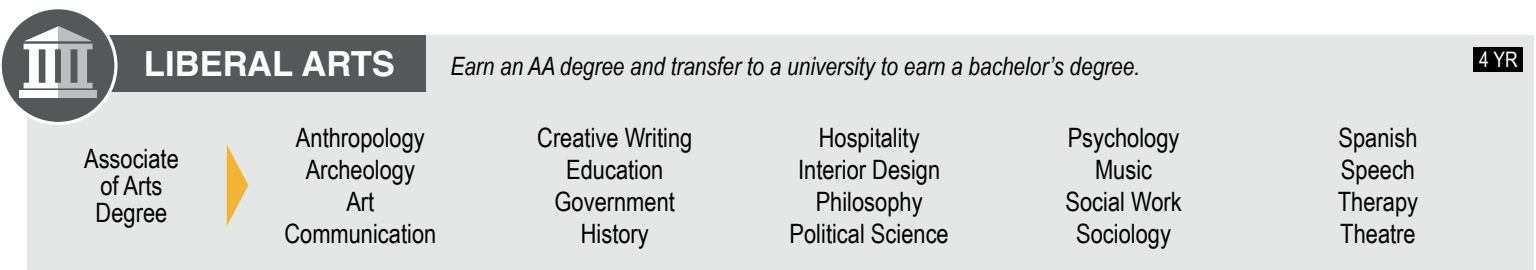 LIBERAL ARTS
Earn an AA degree and transfer to a university to earn a bachelor's degree.
4 YR
Associate
of Arts
Degree
Anthropology
Archeology
Art
Communication
Creative Writing
Education
Government
History
Hospitality
Interior Design
Philosophy
Political Science
Psychology
Music
Social Work
Sociology
Spanish
Speech
Therapy
Theatre